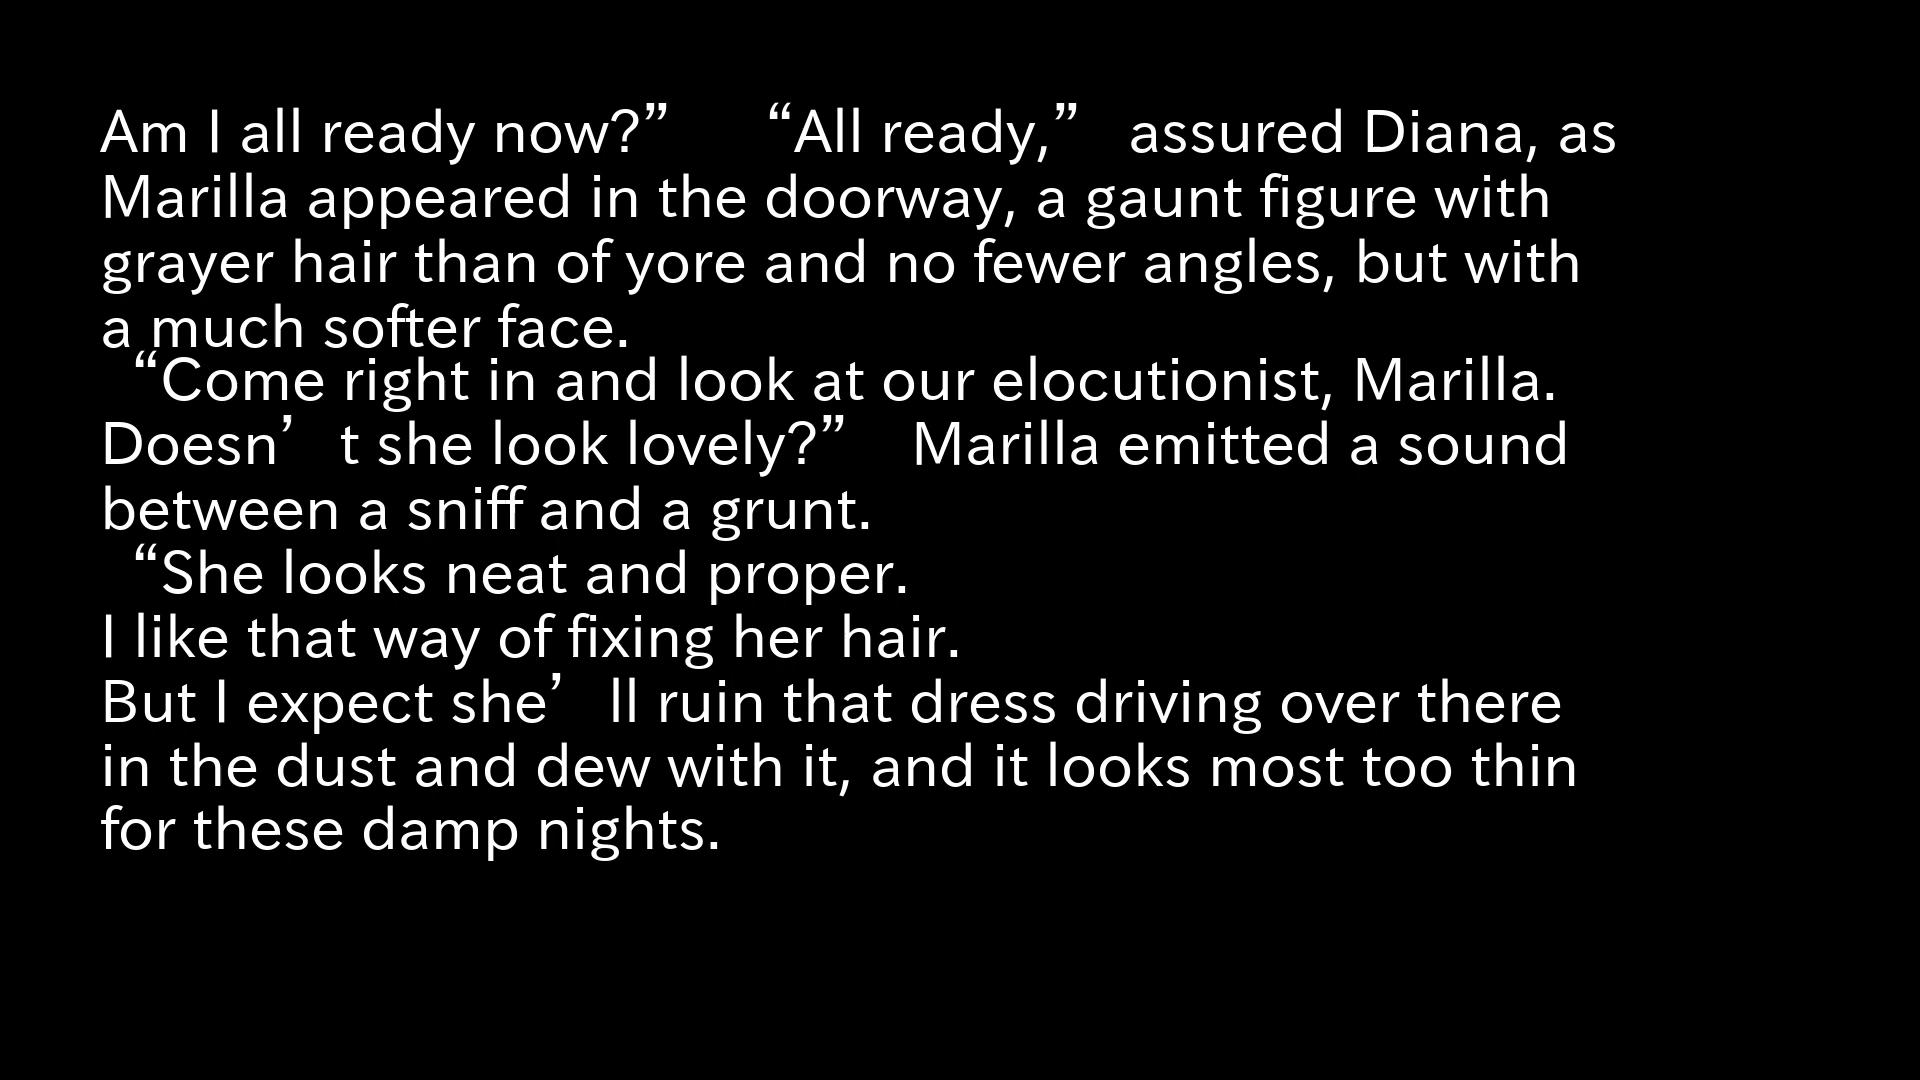 Am I all ready now?” “All ready,” assured Diana, as
Marilla appeared in the doorway, a gaunt figure with
grayer hair than of yore and no fewer angles, but with
a much softer face.
“Come right in and look at our elocutionist, Marilla.
Doesn’t she look lovely?” Marilla emitted a sound
between a sniff and a grunt.
“She looks neat and proper.
I like that way of fixing her hair.
But I expect she’ll ruin that dress driving over there
in the dust and dew with it, and it looks most too thin
for these damp nights.